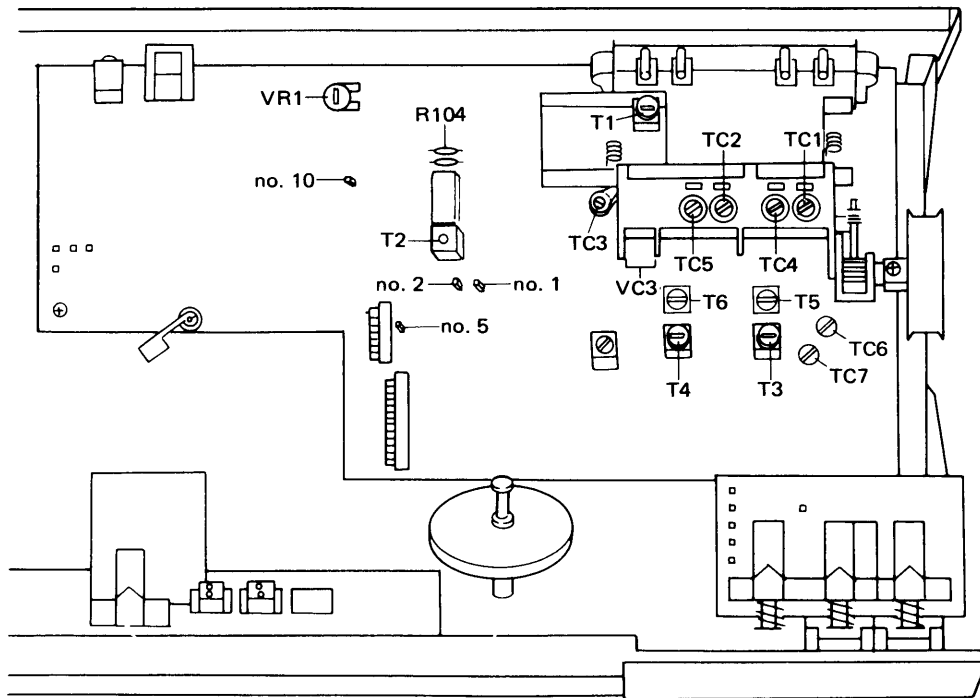 VR1
R104
T1
TC2
TC1
no. 10
T2
TC3
TC5
TC4
no. 2
no. 1
VC3
T6
T5
no. 5
TC6
TC7
T4
T3